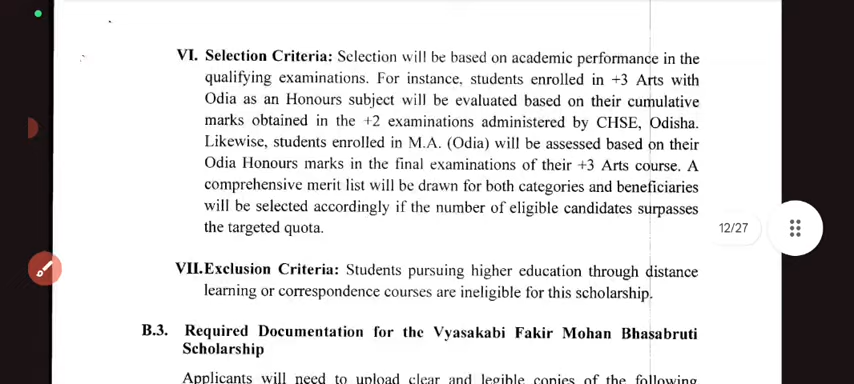 VI. Selection Criteria: Selection will be based on academic performance in the
qualifying examinations. For instance, students enrolled in +3 Arts with
Odia as an Honours subject will be evaluated based on their cumulative
marks obtained in the +2 examinations administered by CHSE, Odisha.
Likewise, students enrolled in M.A. (Odia) will be assessed based on their
Odia Honours marks in the final examinations of their +3 Arts course. A
comprehensive merit list will be drawn for both categories and beneficiaries
will be selected accordingly if the number of eligible candidates surpasses
the targeted quota.
12/27
VII.Exclusion Criteria: Students pursuing higher education through distance
learning or correspondence courses are ineligible for this scholarship.
B.3. Required Documentation for the Vyasakabi Fakir Mohan Bhasabruti
Scholarship
Applicants will need to upload clear and legible copies of the following